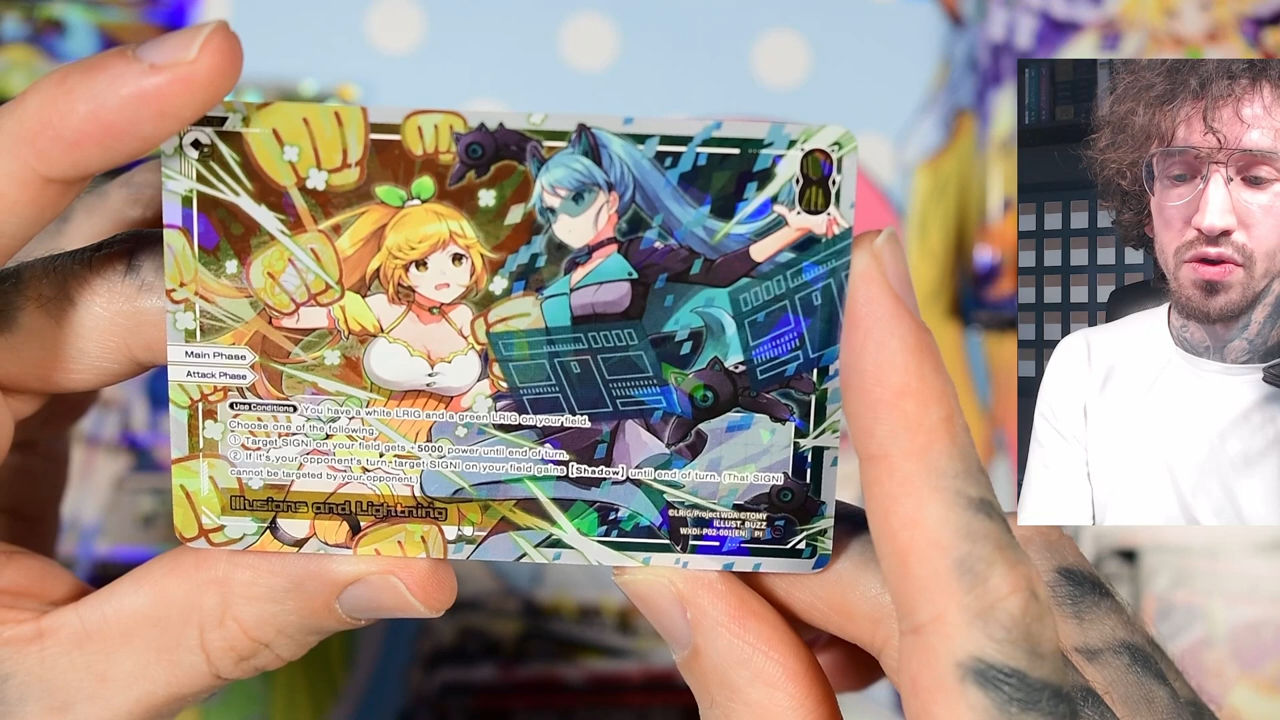 Main Phase
Attack Phase
Use Conditions You have a white LRIG and a green LRIG on your field.
Choose one of the following.
① Target SIGNI on your field gets +5000 power until end of turn.
② If it's your opponent's turn, target SIGNI on your field gains [Shadow] until end of turn. (That SIGNI
cannot be targeted by your opponent.)
Illusions and Lightning
©LRIG/Project WDA ©TOMY
ILLUST. BUZZ
WXDi-P02-001[EN] PI